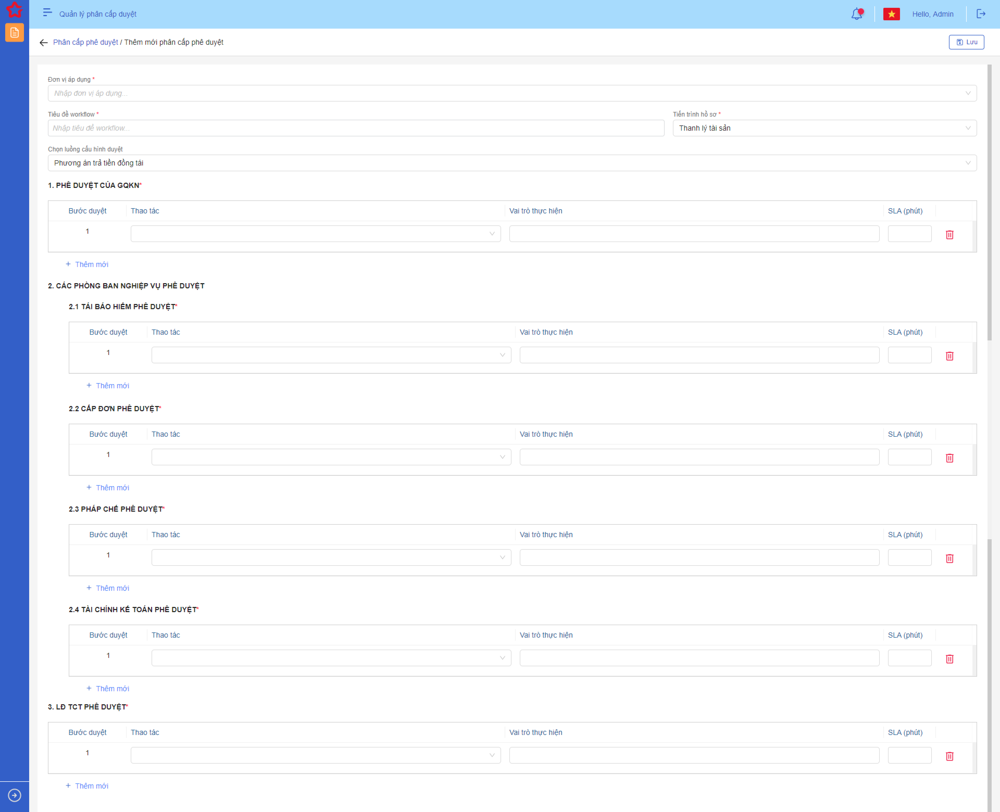 Quản lý phân cấp duyệt
Hello, Admin
Phân cấp phê duyệt / Thêm mới phân cấp phê duyệt
Lưu
Đơn vị áp dụng *
Nhập đơn vị áp dụng...
Tiêu đề workflow * Tiến trình hồ sơ *
Nhập tiêu đề workflow... Thanh lý tài sản
Chọn luồng cấu hình duyệt
Phương án trả tiền đồng tái
1. PHÊ DUYỆT CỦA GQKN*
Bước duyệt Thao tác Vai trò thực hiện SLA (phút)
1
+ Thêm mới
2. CÁC PHÒNG BAN NGHIỆP VỤ PHÊ DUYỆT
2.1 TÁI BẢO HIỂM PHÊ DUYỆT*
Bước duyệt Thao tác Vai trò thực hiện SLA (phút)
1
+ Thêm mới
2.2 CẤP ĐƠN PHÊ DUYỆT*
Bước duyệt Thao tác Vai trò thực hiện SLA (phút)
1
+ Thêm mới
2.3 PHÁP CHẾ PHÊ DUYỆT*
Bước duyệt Thao tác Vai trò thực hiện SLA (phút)
1
+ Thêm mới
2.4 TÀI CHÍNH KẾ TOÁN PHÊ DUYỆT*
Bước duyệt Thao tác Vai trò thực hiện SLA (phút)
1
+ Thêm mới
3. LĐ TCT PHÊ DUYỆT*
Bước duyệt Thao tác Vai trò thực hiện SLA (phút)
1
+ Thêm mới